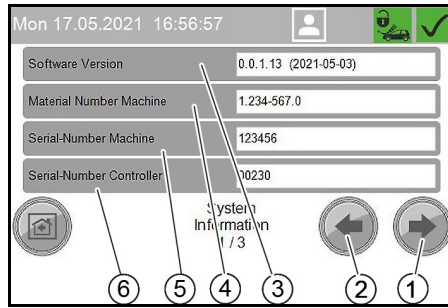 Mon 17.05.2021 16:56:57
Software Version 0.0.1.13 (2021-05-03)
Material Number Machine 1.234-567.0
Serial-Number Machine 123456
Serial-Number Controller 00230
System
Information
1 / 3
6 5 4 3 2 1